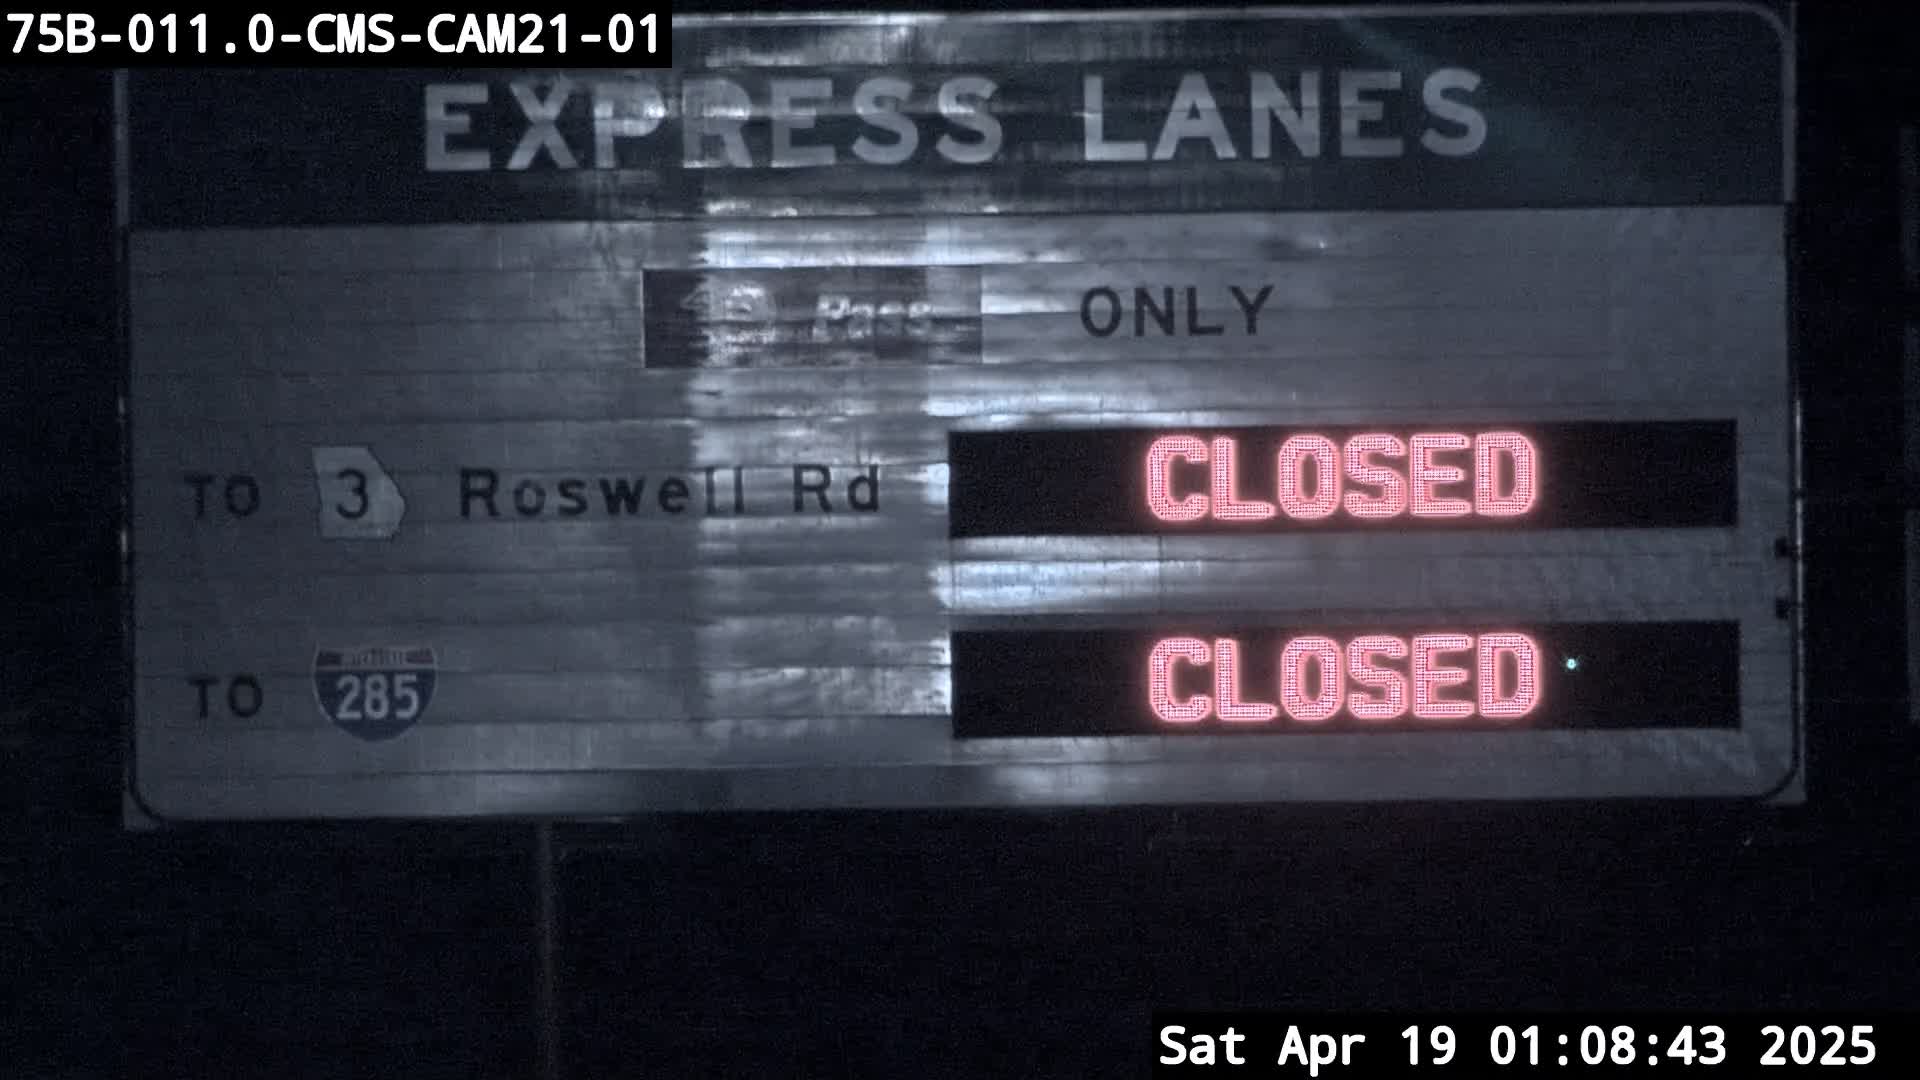 75B-011.0-CMS-CAM21-01
EXPRESS LANES
Pass ONLY
TO 3 Roswell Rd CLOSED
TO 285 CLOSED
Sat Apr 19 01:08:43 2025